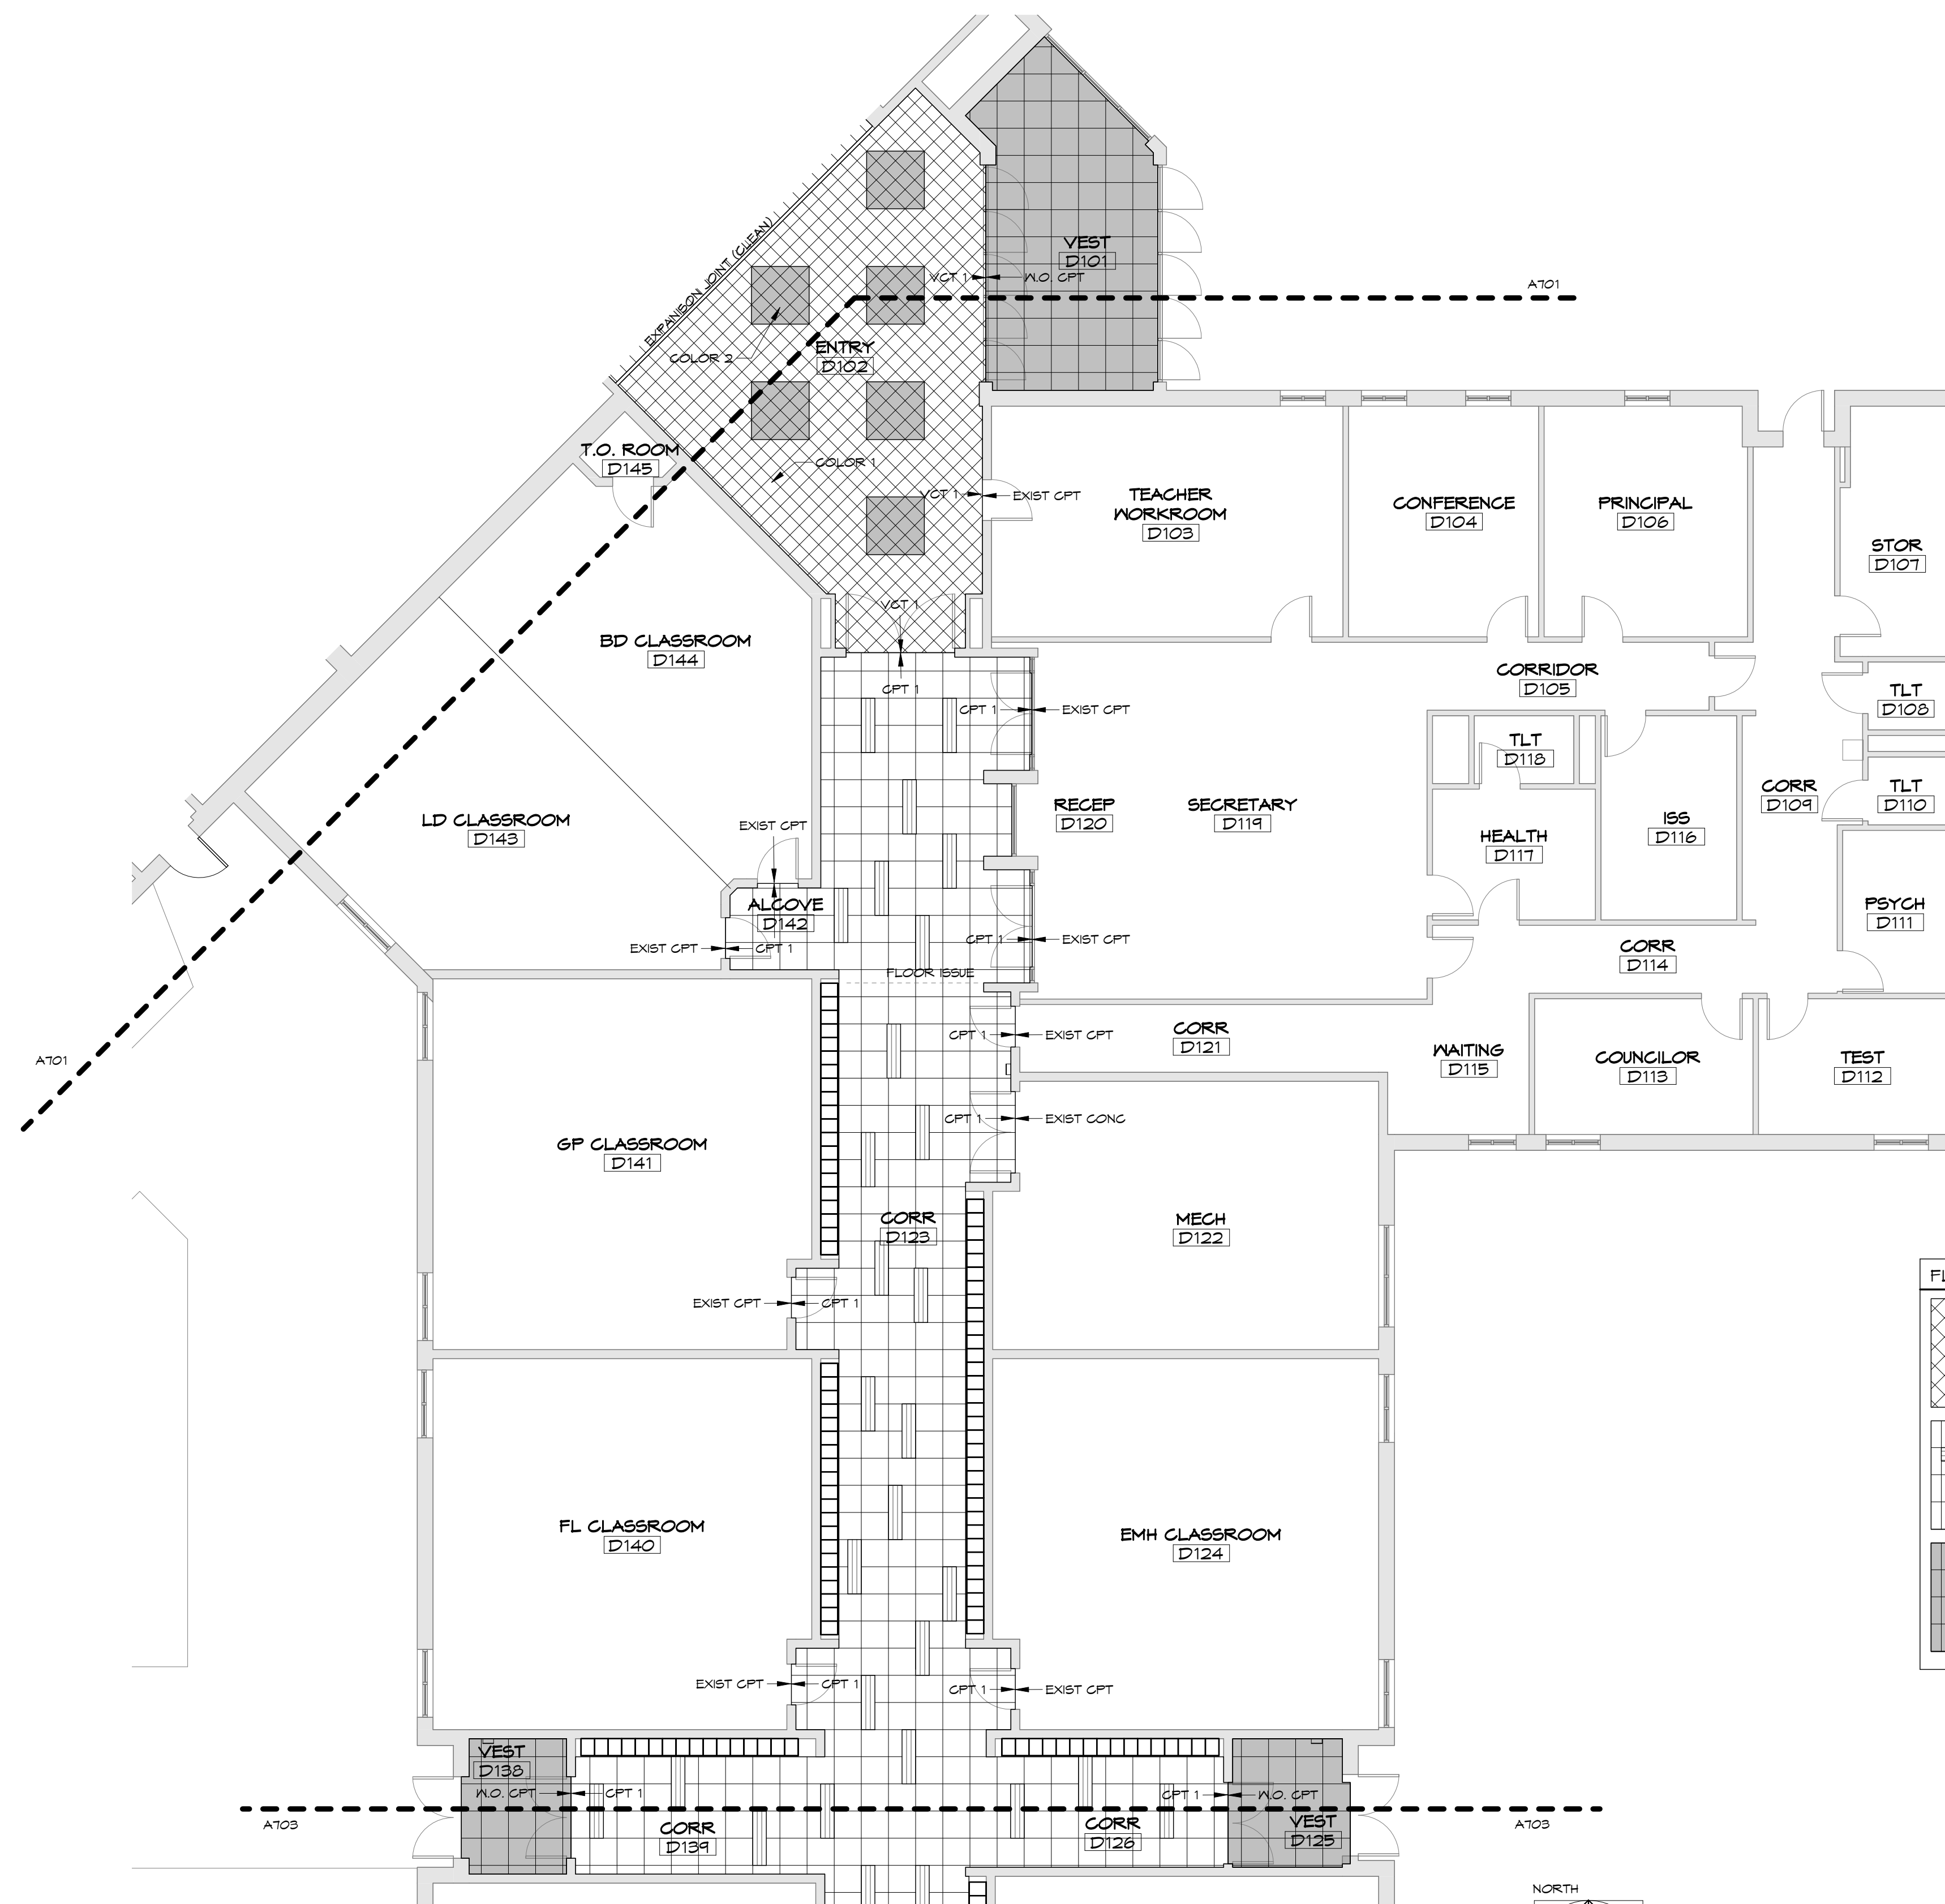 VEST
D101
EXPANISON JOINT (CLEAN)
VCT 1
W.O. CPT
A701
COLOR 2
ENTRY
D102
T.O. ROOM
D145
COLOR 1
VCT 1
EXIST CPT
TEACHER
WORKROOM
D103
CONFERENCE
D104
PRINCIPAL
D106
STOR
D107
VCT 1
CPT 1
BD CLASSROOM
D144
CORRIDOR
D105
TLT
D108
CPT 1
EXIST CPT
TLT
D118
CORR
D109
TLT
D110
LD CLASSROOM
D143
EXIST CPT
RECEP
D120
SECRETARY
D119
HEALTH
D117
ISS
D116
ALCOVE
D142
PSYCH
D111
EXIST CPT
CPT 1
CPT 1
EXIST CPT
CORR
D114
FLOOR ISSUE
CPT 1
EXIST CPT
CORR
D121
WAITING
D115
COUNCILOR
D113
TEST
D112
A701
CPT 1
EXIST CONC
GP CLASSROOM
D141
CORR
D123
MECH
D122
EXIST CPT
CPT 1
FL CLASSROOM
D140
EMH CLASSROOM
D124
EXIST CPT
CPT 1
CPT 1
EXIST CPT
VEST
D138
W.O. CPT
CPT 1
CPT 1
W.O. CPT
A703
CORR
D139
CORR
D126
VEST
D125
A703
NORTH